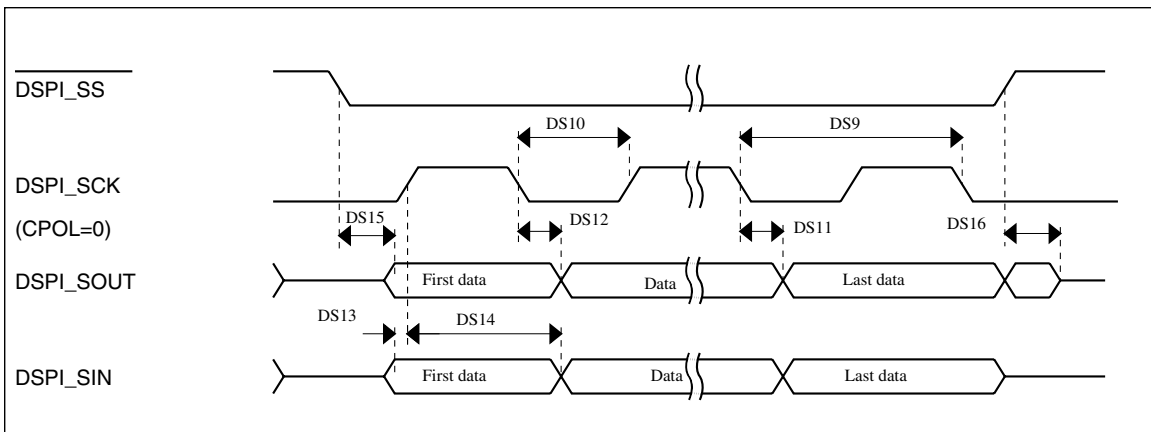 DSPI_SS
DS10
DS9
DSPI_SCK
(CPOL=0)
DS15
DS12
DS11
DS16
DSPI_SOUT
First data
Data
Last data
DS13
DS14
DSPI_SIN
First data
Data
Last data